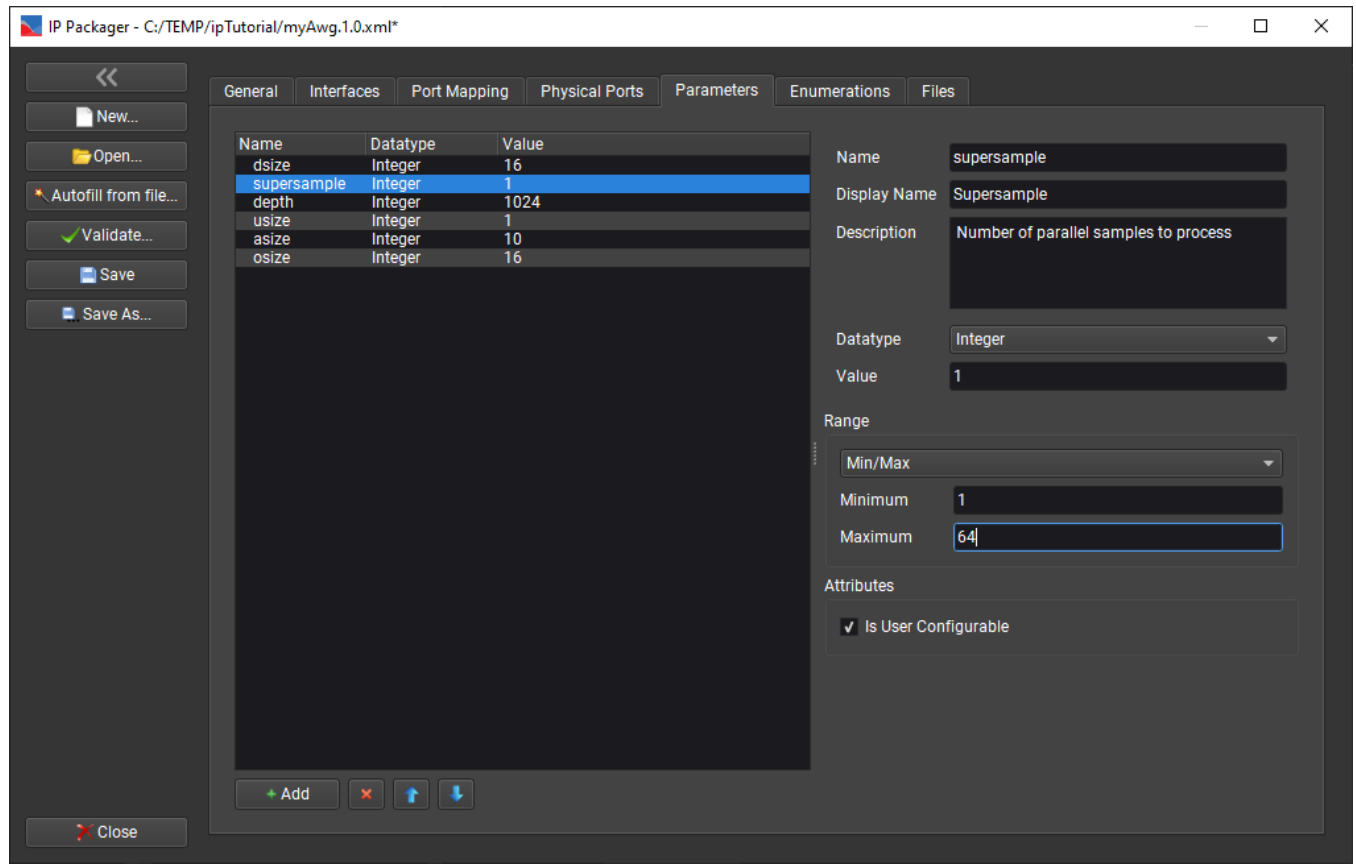 IP Packager - C:/TEMP/ipTutorial/myAwg.1.0.xml*
New...
Open...
Autofill from file...
Validate...
Save
Save As...
Close
General Interfaces Port Mapping Physical Ports Parameters Enumerations Files
Name Datatype Value
dsize Integer 16
supersample Integer 1
depth Integer 1024
usize Integer 1
asize Integer 10
osize Integer 16
+ Add
Name supersample
Display Name Supersample
Description Number of parallel samples to process
Datatype Integer
Value 1
Range
Min/Max
Minimum 1
Maximum 64
Attributes
Is User Configurable